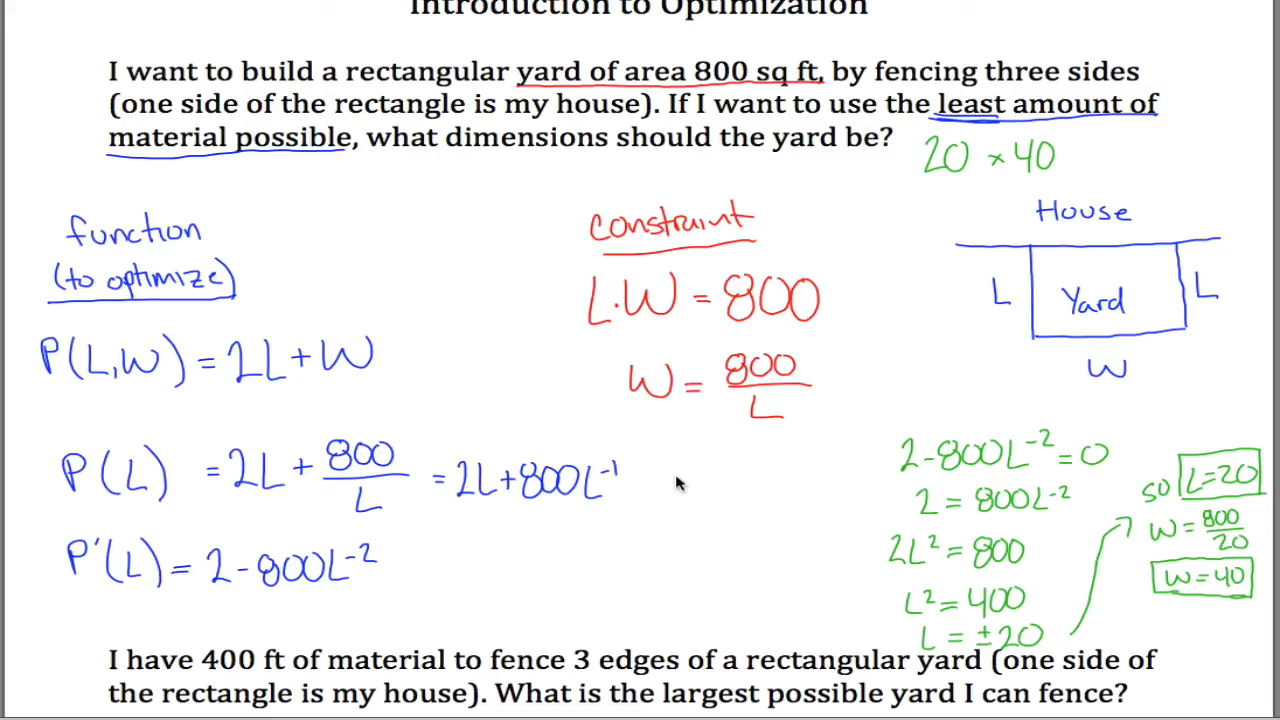 Introduction to Optimization
I want to build a rectangular yard of area 800 sq ft, by fencing three sides
(one side of the rectangle is my house). If I want to use the least amount of
material possible, what dimensions should the yard be?
20 × 40
function
(to optimize)
constraint
House
L·W = 800
L
Yard
L
W
P(L,W) = 2L + W
W = 800/L
P(L) = 2L + 800/L = 2L + 800L⁻¹
P'(L) = 2 - 800L⁻²
2 - 800L⁻² = 0
2 = 800L⁻²
2L² = 800
L² = 400
L = ±20
so L = 20
W = 800/20
W = 40
I have 400 ft of material to fence 3 edges of a rectangular yard (one side of
the rectangle is my house). What is the largest possible yard I can fence?